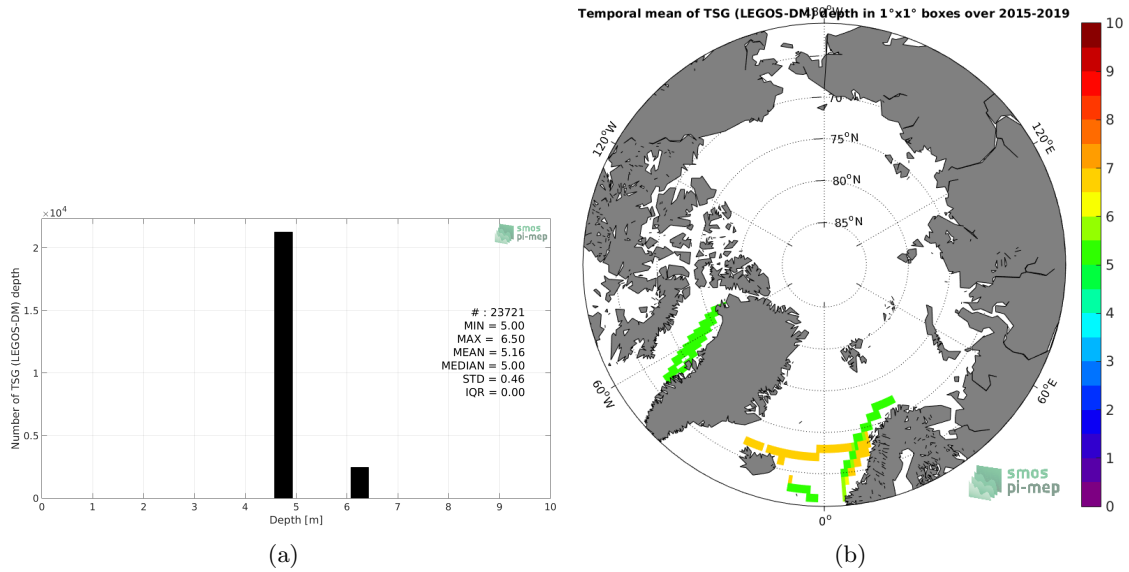 ×10⁴
2
1.5
1
0.5
0
Number of TSG (LEGOS-DM) depth
0 1 2 3 4 5 6 7 8 9 10
Depth [m]
smos
pi-mep
# : 23721
MIN = 5.00
MAX = 6.50
MEAN = 5.16
MEDIAN = 5.00
STD = 0.46
IQR = 0.00
(a)
Temporal mean of TSG (LEGOS-DM) depth in 1°x1° boxes over 2015-2019
180°W
120°W
120°E
60°W
60°E
0°
70
75°N
80°N
85°N
smos
pi-mep
10
9
8
7
6
5
4
3
2
1
0
(b)